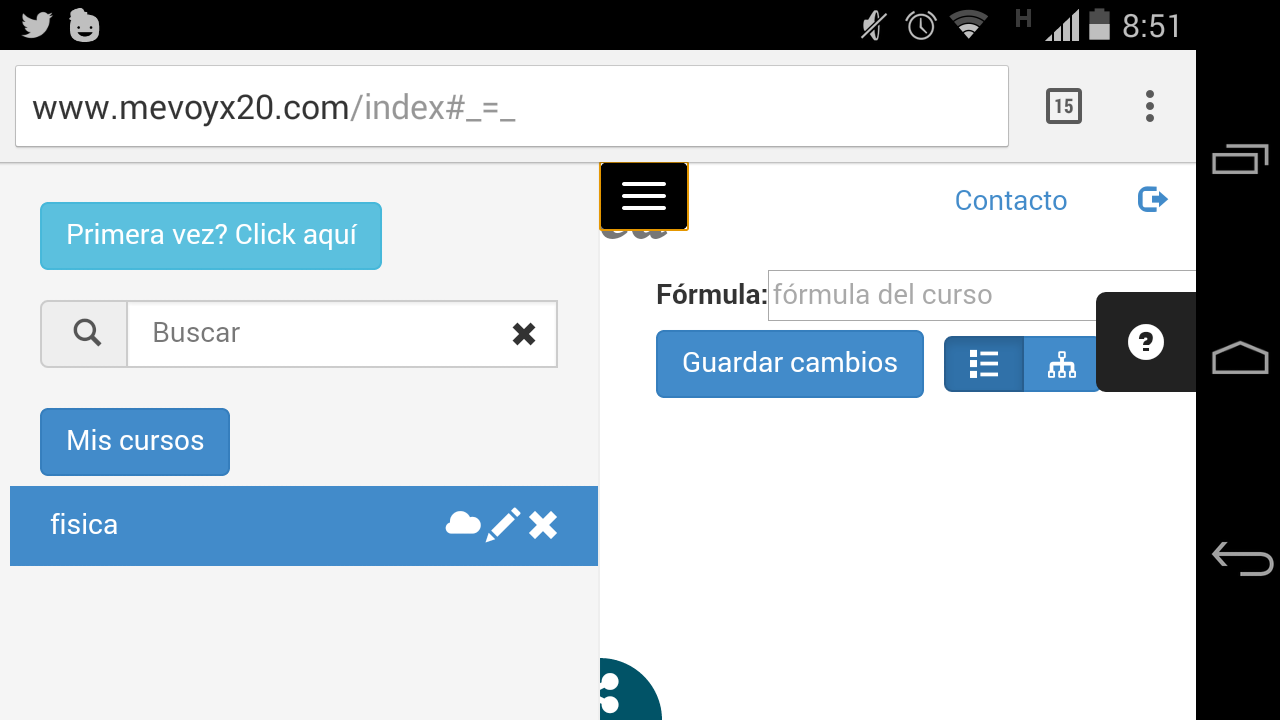 H 8:51
www.mevoyx20.com/index#_=_
15
Contacto
Primera vez? Click aquí
Fórmula: fórmula del curso
Buscar
Guardar cambios
?
Mis cursos
fisica